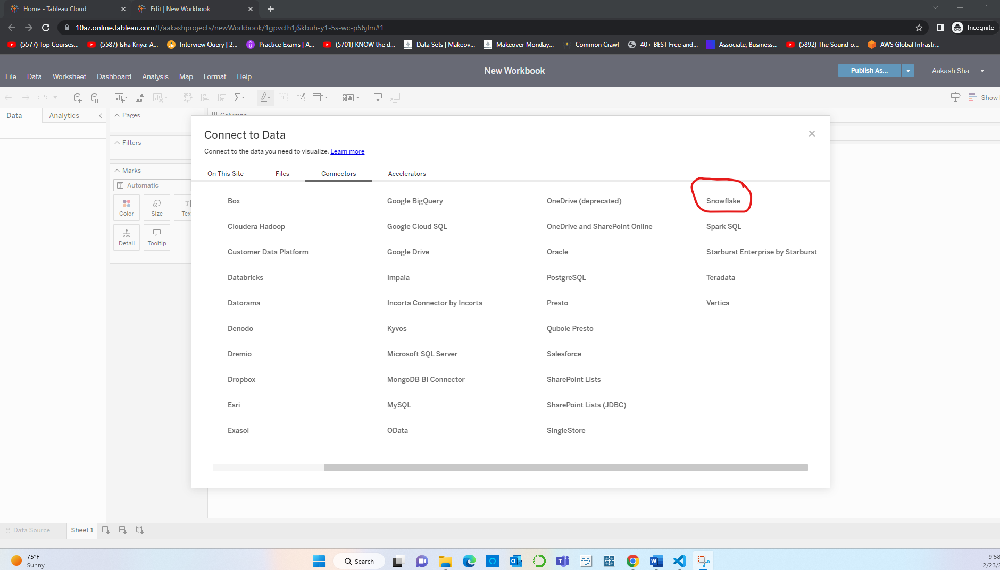 Home - Tableau Cloud
Edit | New Workbook
10az.online.tableau.com/t/aakashprojects/newWorkbook/1gpvcfh1j$kbuh-y1-5s-wc-p56jlm#1
Incognito
(5577) Top Courses...
(5587) Isha Kriya: A...
Interview Query | 2...
Practice Exams | A...
(5701) KNOW the d...
Data Sets | Makeov...
Makeover Monday...
Common Crawl
40+ BEST Free and...
Associate, Business...
(5892) The Sound o...
AWS Global Infrastr...
New Workbook
Publish As...
Aakash Sha...
File Data Worksheet Dashboard Analysis Map Format Help
Show
Data
Analytics
Pages
Columns
Filters
Marks
Automatic
Color
Size
Tex
Detail
Tooltip
Connect to Data
Connect to the data you need to visualize. Learn more
On This Site
Files
Connectors
Accelerators
Box
Cloudera Hadoop
Customer Data Platform
Databricks
Datorama
Denodo
Dremio
Dropbox
Esri
Exasol
Google BigQuery
Google Cloud SQL
Google Drive
Impala
Incorta Connector by Incorta
Kyvos
Microsoft SQL Server
MongoDB BI Connector
MySQL
OData
OneDrive (deprecated)
OneDrive and SharePoint Online
Oracle
PostgreSQL
Presto
Qubole Presto
Salesforce
SharePoint Lists
SharePoint Lists (JDBC)
SingleStore
Snowflake
Spark SQL
Starburst Enterprise by Starburst
Teradata
Vertica
Data Source
Sheet 1
75°F
Sunny
Search
9:58
2/23/2